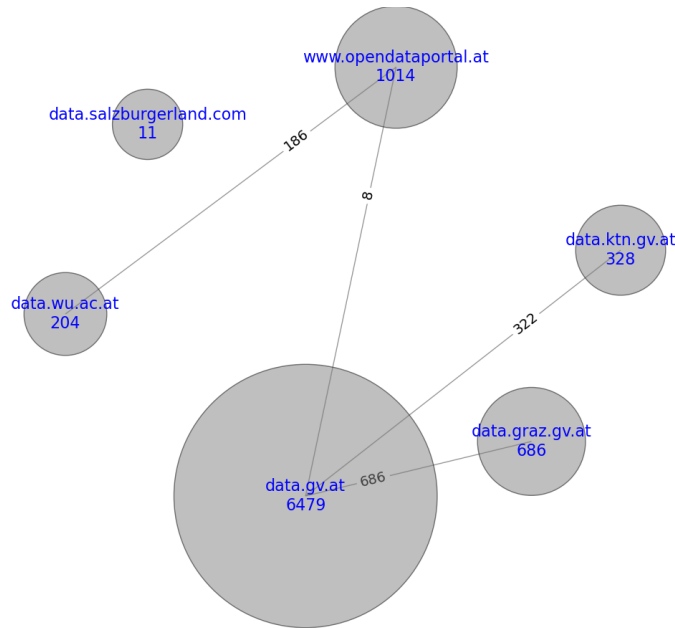 www.opendataportal.at
1014
data.salzburgerland.com
11
186
8
data.ktn.gv.at
328
data.wu.ac.at
204
322
data.graz.gv.at
686
686
data.gv.at
6479